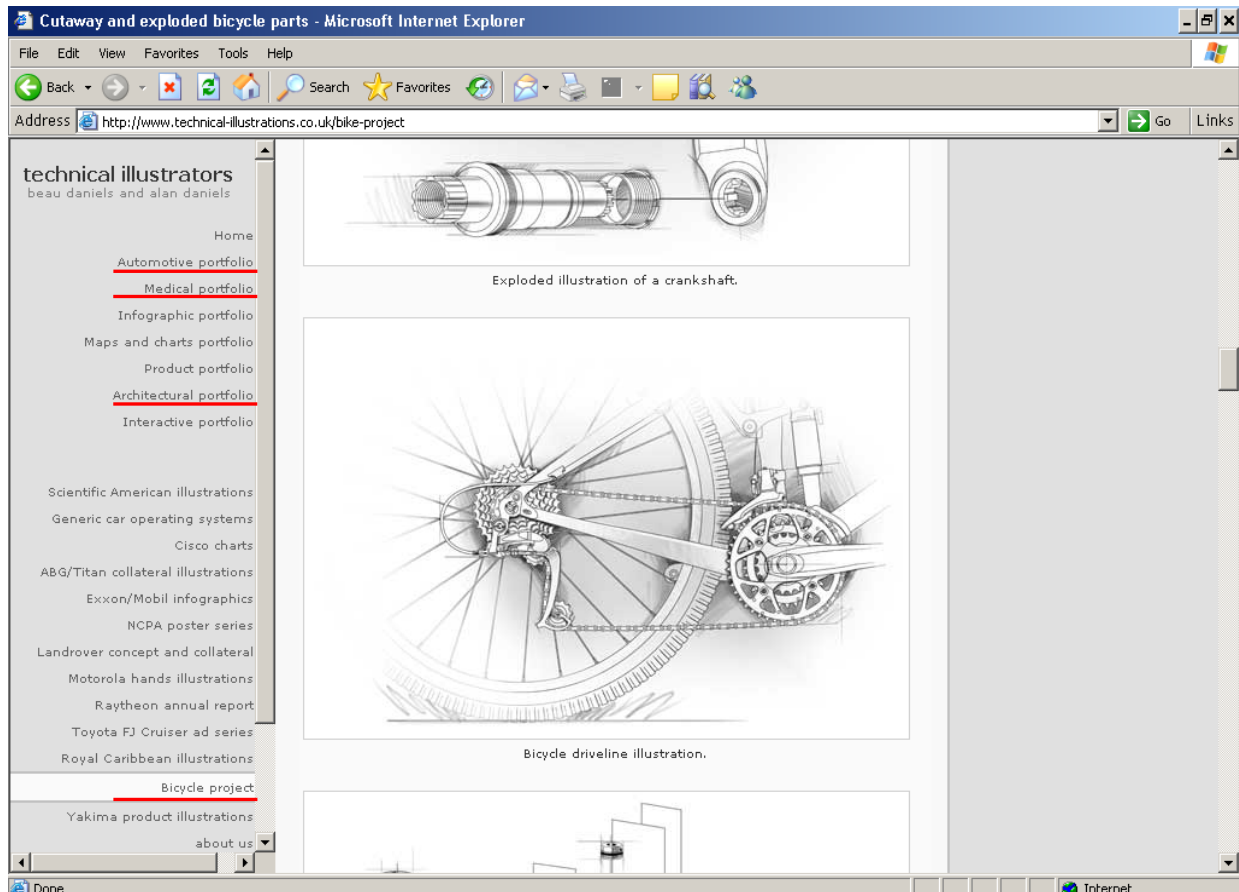 Cutaway and exploded bicycle parts - Microsoft Internet Explorer
File Edit View Favorites Tools Help
Back Search Favorites
Address http://www.technical-illustrations.co.uk/bike-project Go Links
technical illustrators
beau daniels and alan daniels
Home
Automotive portfolio
Medical portfolio
Infographic portfolio
Maps and charts portfolio
Product portfolio
Architectural portfolio
Interactive portfolio
Scientific American illustrations
Generic car operating systems
Cisco charts
ABG/Titan collateral illustrations
Exxon/Mobil infographics
NCPA poster series
Landrover concept and collateral
Motorola hands illustrations
Raytheon annual report
Toyota FJ Cruiser ad series
Royal Caribbean illustrations
Bicycle project
Yakima product illustrations
about us
Exploded illustration of a crankshaft.
Bicycle driveline illustration.
Done Internet